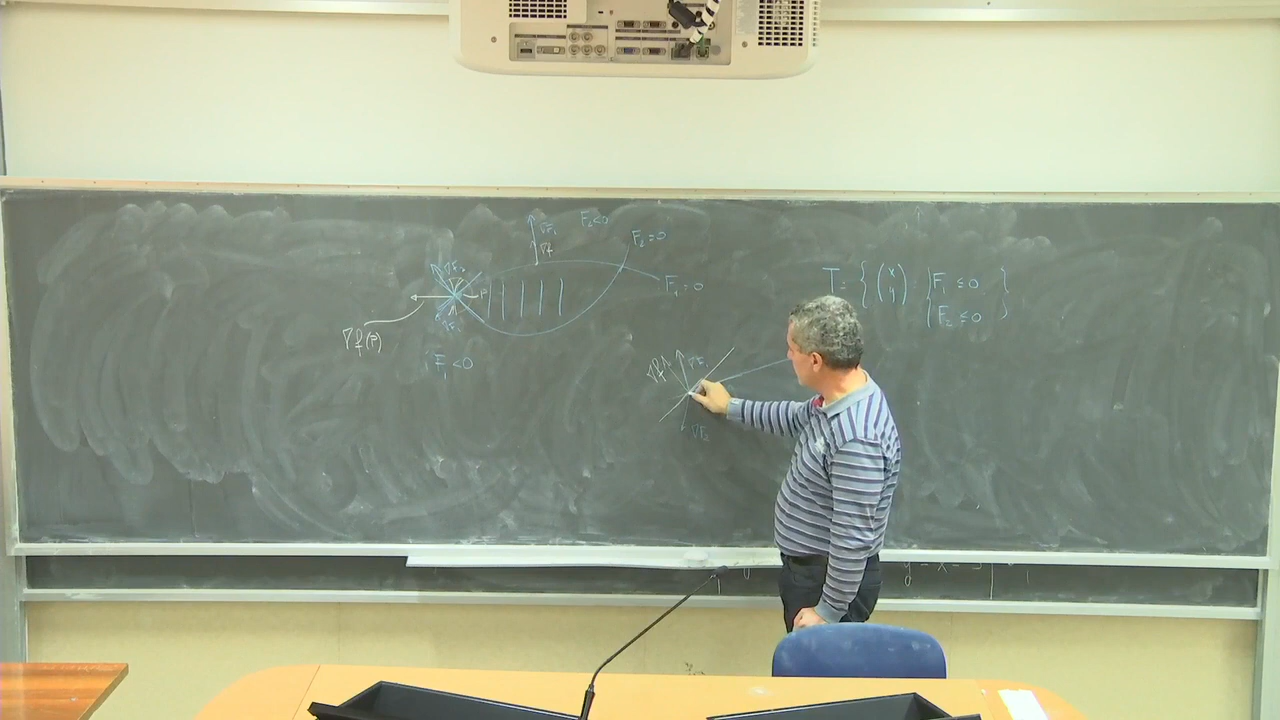 ∇F₁
F₂<0
∇f
F₂=0
∇F₂
P
F₁=0
∇F₁
∇f(P)
F₁<0
T = { (x y) : { F₁ ≤ 0
F₂ ≤ 0 }
∇f
∇F₁
∇F₂